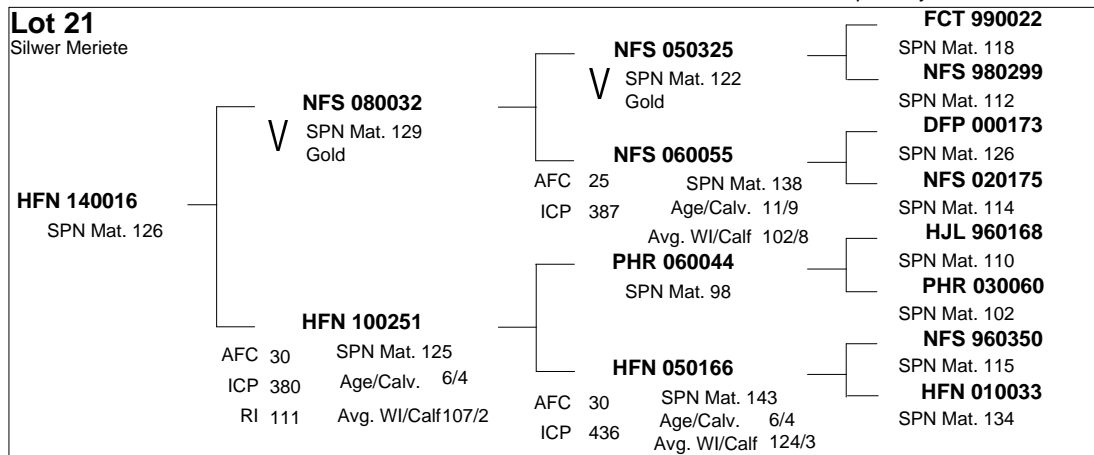 Lot 21
Silwer Meriete
HFN 140016
SPN Mat. 126
NFS 080032
V SPN Mat. 129
Gold
HFN 100251
AFC 30 SPN Mat. 125
ICP 380 Age/Calv. 6/4
RI 111 Avg. WI/Calf 107/2
NFS 050325
V SPN Mat. 122
Gold
NFS 060055
AFC 25 SPN Mat. 138
ICP 387 Age/Calv. 11/9
Avg. WI/Calf 102/8
PHR 060044
SPN Mat. 98
HFN 050166
AFC 30 SPN Mat. 143
ICP 436 Age/Calv. 6/4
Avg. WI/Calf 124/3
FCT 990022
SPN Mat. 118
NFS 980299
SPN Mat. 112
DFP 000173
SPN Mat. 126
NFS 020175
SPN Mat. 114
HJL 960168
SPN Mat. 110
PHR 030060
SPN Mat. 102
NFS 960350
SPN Mat. 115
HFN 010033
SPN Mat. 134